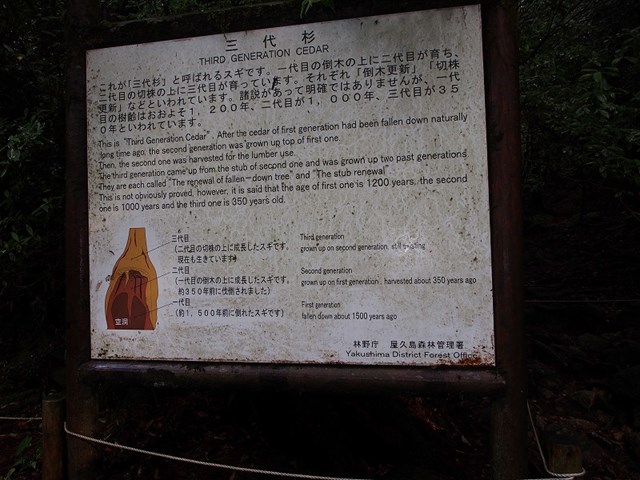 三代杉
THIRD GENERATION CEDAR
これが「三代杉」と呼ばれるスギです。一代目の倒木の上に二代目が育ち、
二代目の切株の上に三代目が育っています。それぞれ「倒木更新」「切株
更新」などといわれています。諸説があって明確ではありませんが、一代
目の樹齢はおおよそ1,200年、二代目が1,000年、三代目が35
0年といわれています。
This is "Third Generation Cedar". After the cedar of first generation had been fallen down naturally
long time ago, the second generation was grown up top of first one.
Then, the second one was harvested for the lumber use.
The third generation came up from the stub of second one and was grown up two past generations.
They are each called "The renewal of fallen-down tree" and "The stub renewal".
This is not obviously proved, however, it is said that the age of first one is 1200 years, the second
one is 1000 years and the third one is 350 years old.
三代目
(二代目の切株の上に成長したスギです。
現在も生きています)
Third generation
grown up on second generation, still existing
二代目
(一代目の倒木の上に成長したスギです。
約350年前に伐倒されました)
Second generation
grown up on first generation, harvested about 350 years ago
一代目
(約1,500年前に倒れたスギです)
First generation
fallen down about 1500 years ago
空洞
林野庁 屋久島森林管理署
Yakushima District Forest Office